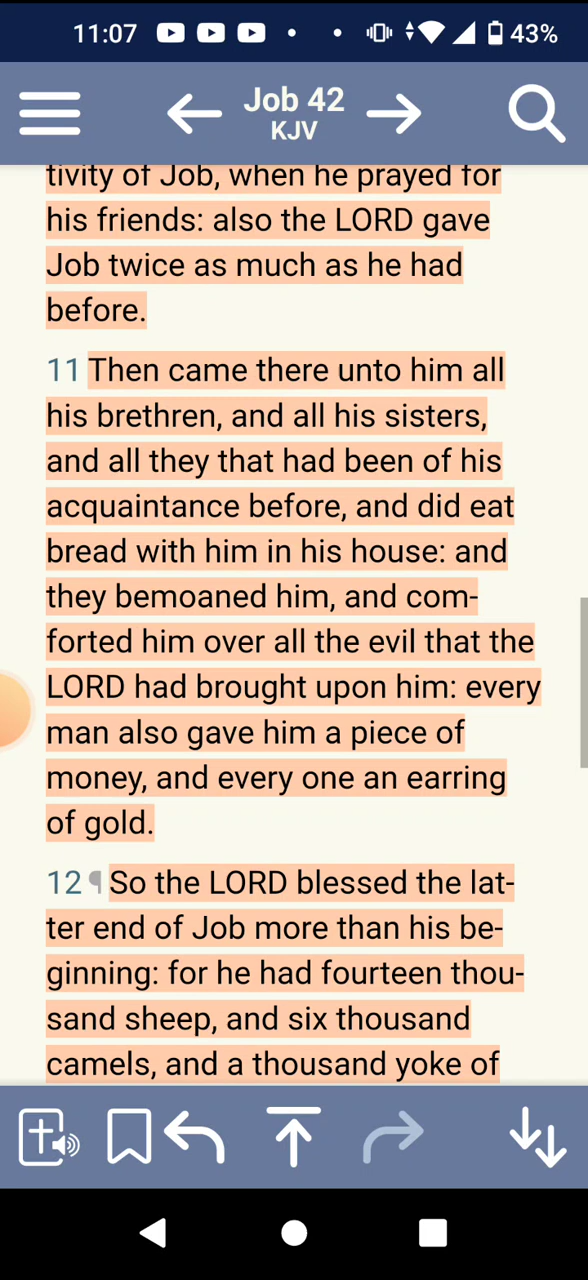 11:07
43%
Job 42
KJV
tivity of Job, when he prayed for
his friends: also the LORD gave
Job twice as much as he had
before.
11 Then came there unto him all
his brethren, and all his sisters,
and all they that had been of his
acquaintance before, and did eat
bread with him in his house: and
they bemoaned him, and com-
forted him over all the evil that the
LORD had brought upon him: every
man also gave him a piece of
money, and every one an earring
of gold.
12 ¶ So the LORD blessed the lat-
ter end of Job more than his be-
ginning: for he had fourteen thou-
sand sheep, and six thousand
camels, and a thousand yoke of